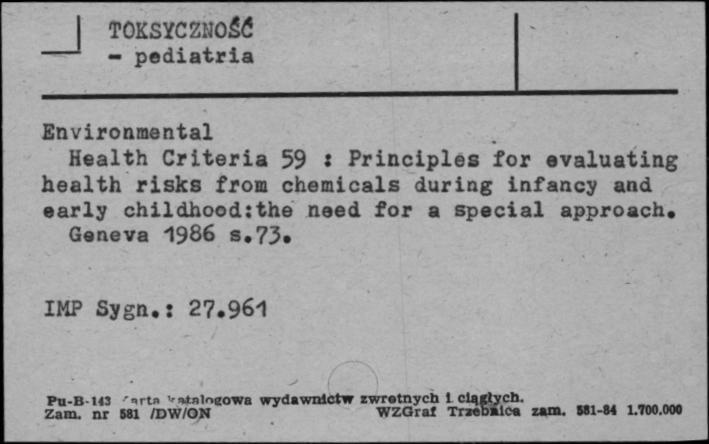 TOKSYCZNOŚĆ
- pediatria
Environmental
Health Criteria 59 : Principles for evaluating
health risks from chemicals during infancy and
early childhood:the need for a special approach.
Geneva 1986 s.73.
IMP Sygn.: 27.961
Pu-B-143 Karta katalogowa wydawnictw zwrotnych i ciągłych.
Zam. nr 581 /DW/ON WZGraf Trzebnica zam. 581-84 1.700.000